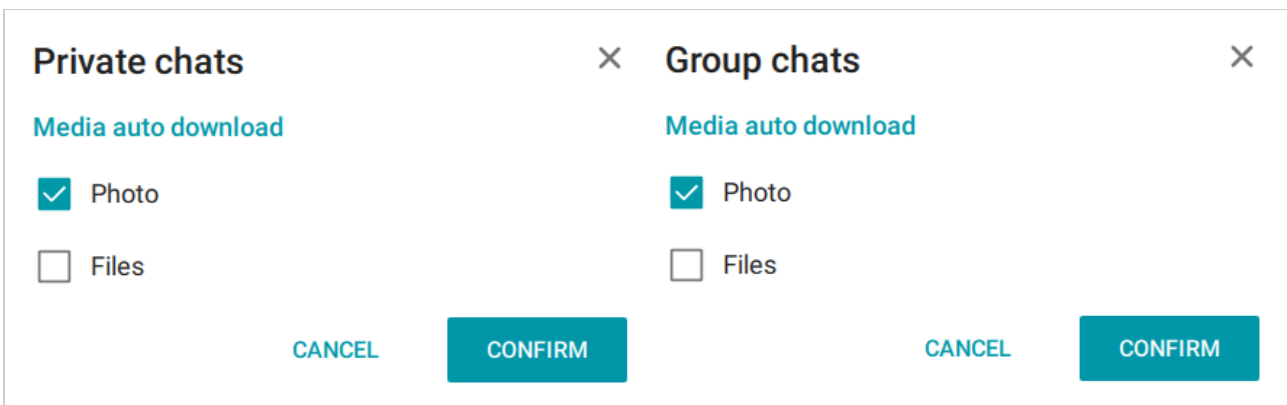 Private chats
Media auto download
Photo
Files
CANCEL CONFIRM
Group chats
Media auto download
Photo
Files
CANCEL CONFIRM